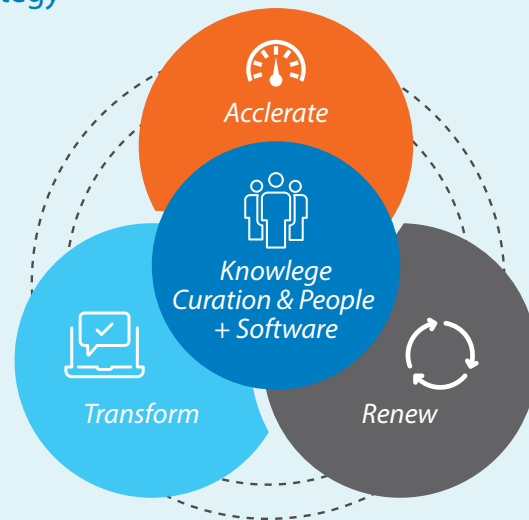 Acclerate
Knowlege
Curation & People
+ Software
Transform
Renew